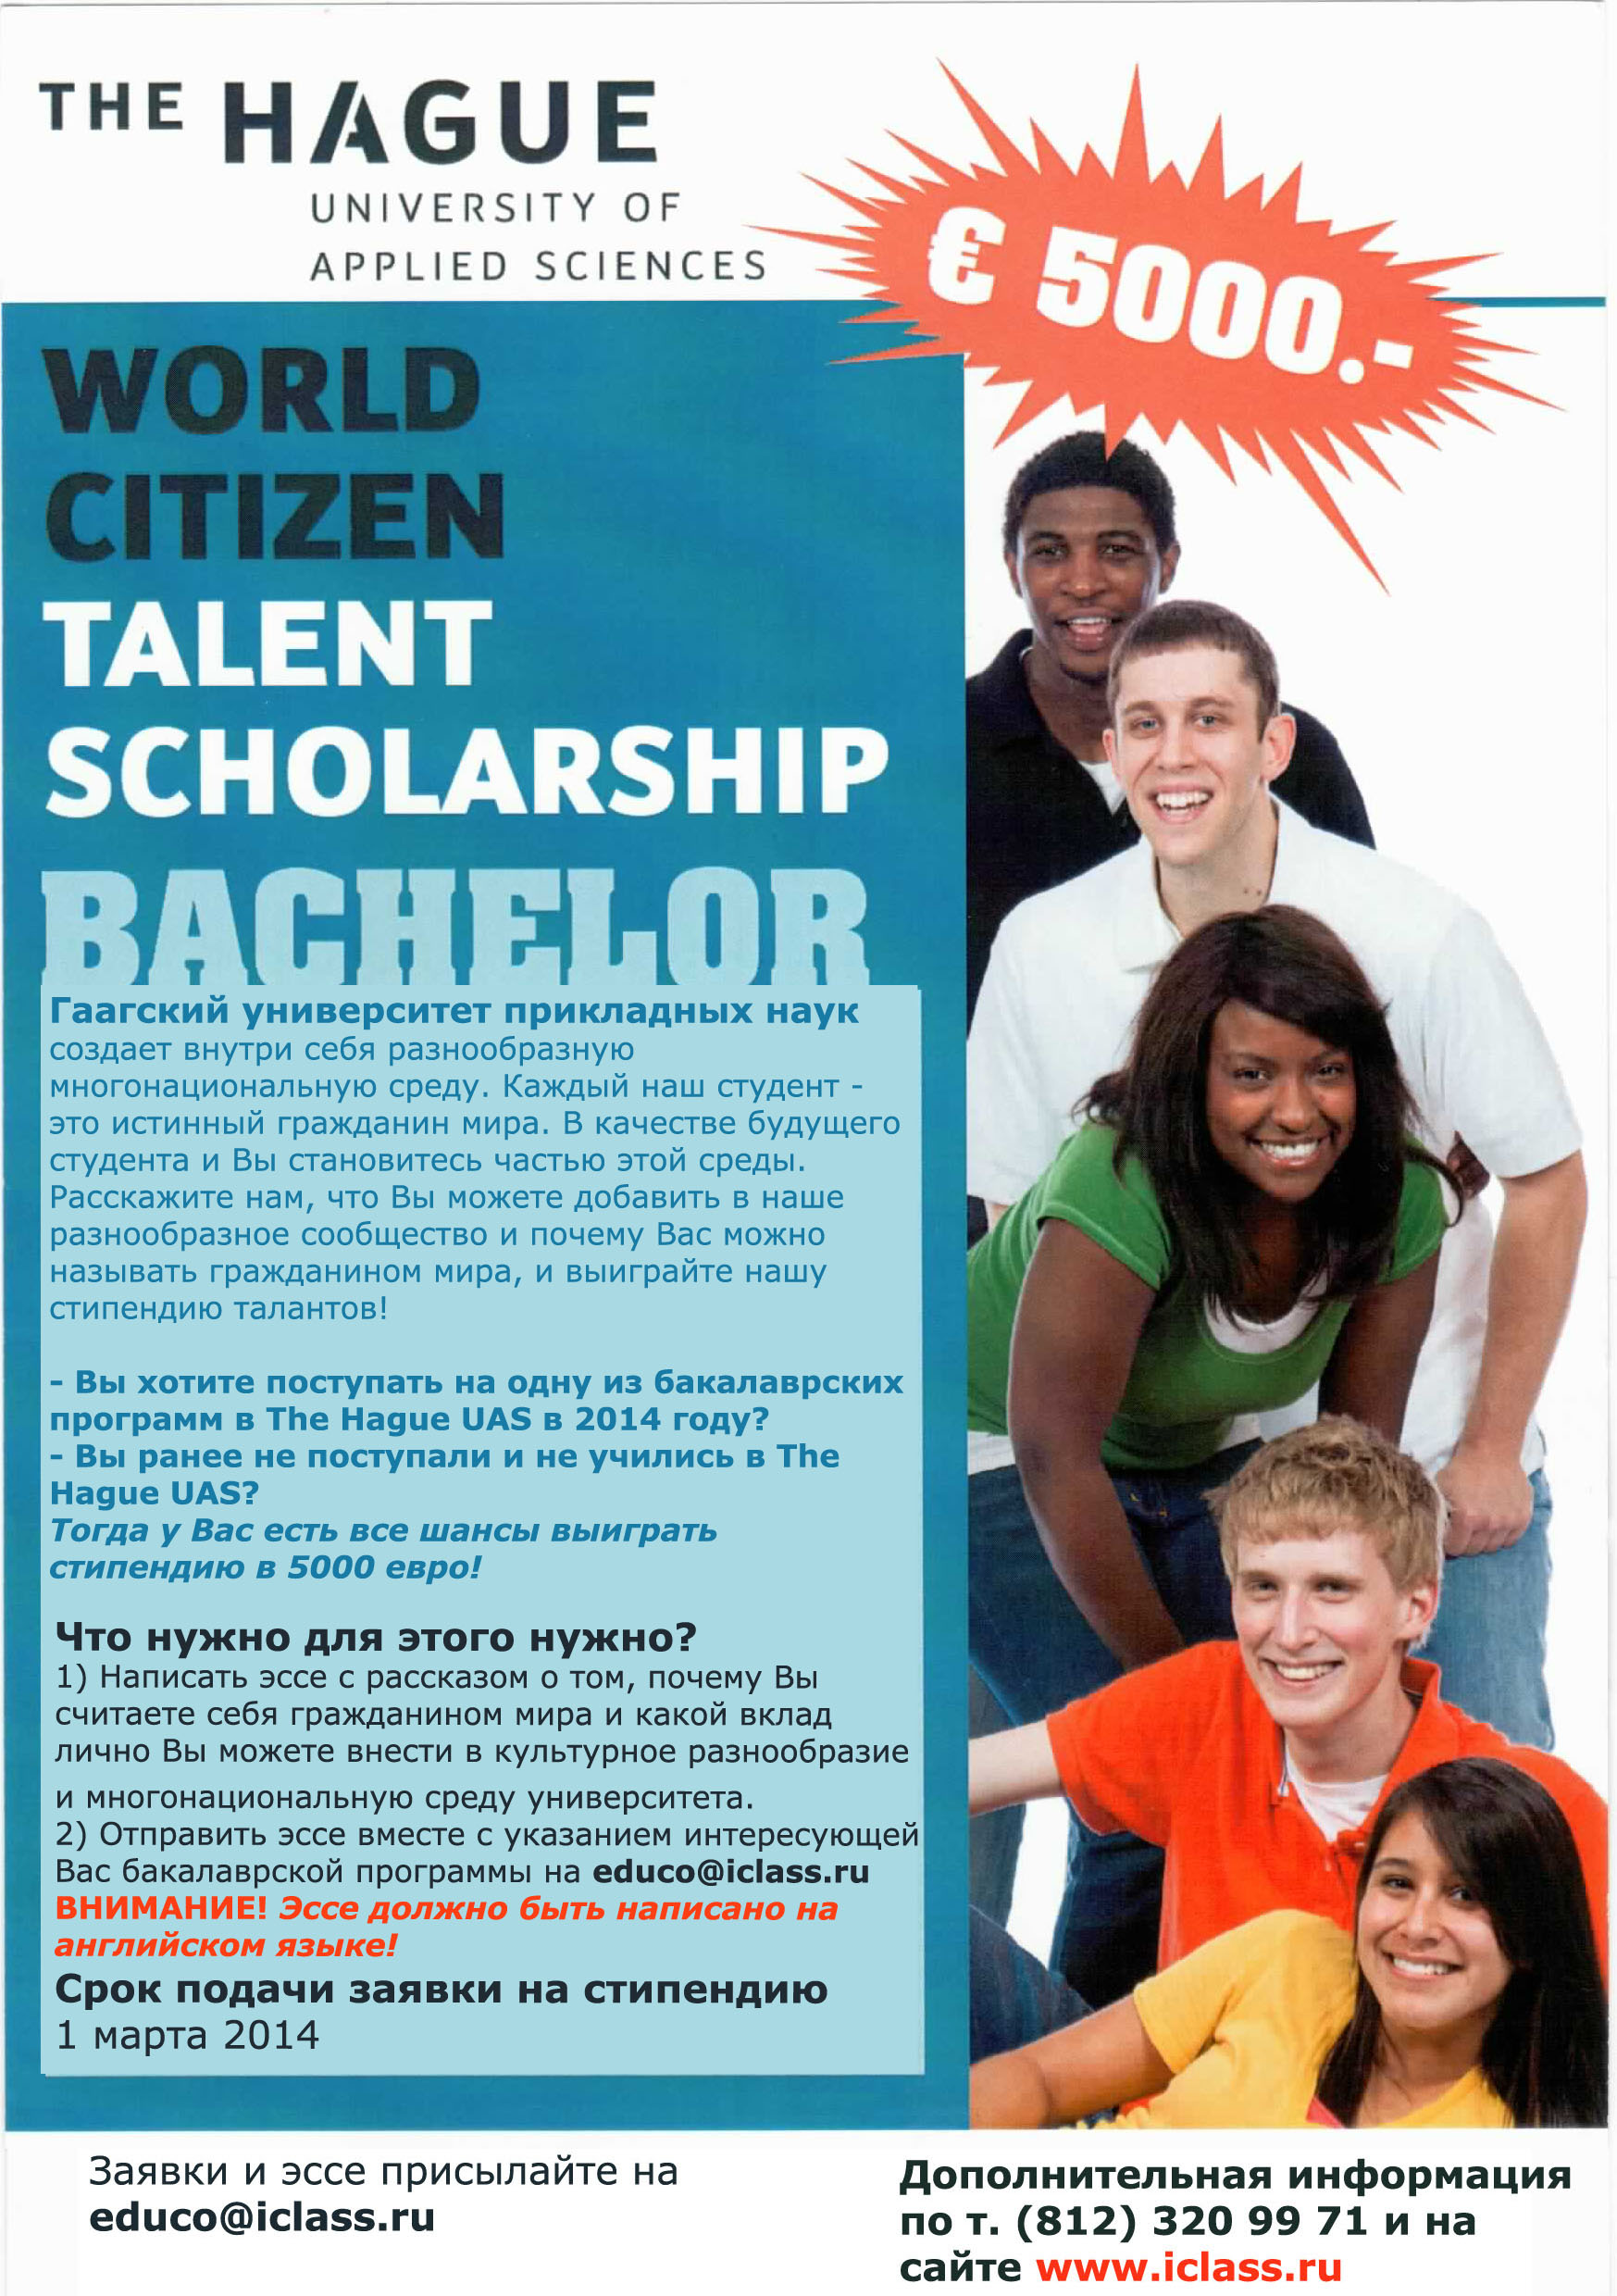 THE HAGUE
UNIVERSITY OF
APPLIED SCIENCES
€ 5000.-
WORLD
CITIZEN
TALENT
SCHOLARSHIP
BACHELOR
Гаагский университет прикладных наук
создает внутри себя разнообразную
многонациональную среду. Каждый наш студент -
это истинный гражданин мира. В качестве будущего
студента и Вы становитесь частью этой среды.
Расскажите нам, что Вы можете добавить в наше
разнообразное сообщество и почему Вас можно
называть гражданином мира, и выиграйте нашу
стипендию талантов!
- Вы хотите поступать на одну из бакалаврских
программ в The Hague UAS в 2014 году?
- Вы ранее не поступали и не учились в The
Hague UAS?
Тогда у Вас есть все шансы выиграть
стипендию в 5000 евро!
Что нужно для этого нужно?
1) Написать эссе с рассказом о том, почему Вы
считаете себя гражданином мира и какой вклад
лично Вы можете внести в культурное разнообразие
и многонациональную среду университета.
2) Отправить эссе вместе с указанием интересующей
Вас бакалаврской программы на educo@iclass.ru
ВНИМАНИЕ! Эссе должно быть написано на
английском языке!
Срок подачи заявки на стипендию
1 марта 2014
Заявки и эссе присылайте на
educo@iclass.ru
Дополнительная информация
по т. (812) 320 99 71 и на
сайте www.iclass.ru